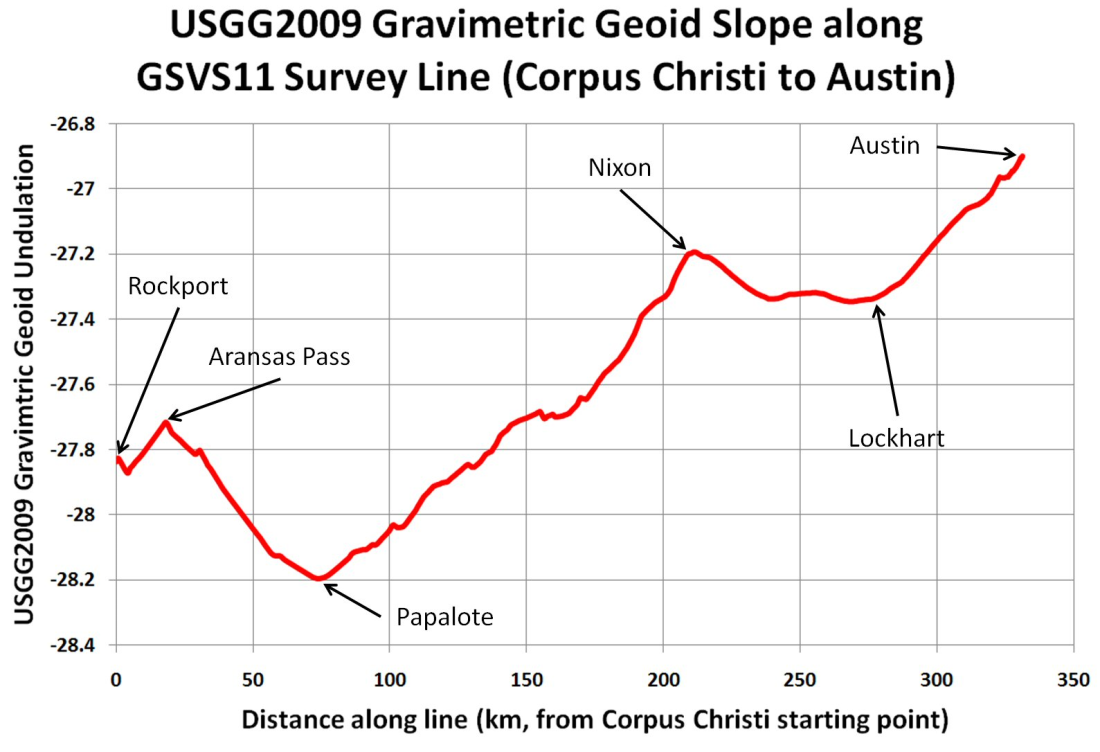 USGG2009 Gravimetric Geoid Slope along
GSVS11 Survey Line (Corpus Christi to Austin)
USGG2009 Gravimtric Geoid Undulation
-26.8
-27
-27.2
-27.4
-27.6
-27.8
-28
-28.2
-28.4
Rockport
Aransas Pass
Papalote
Nixon
Lockhart
Austin
0 50 100 150 200 250 300 350
Distance along line (km, from Corpus Christi starting point)